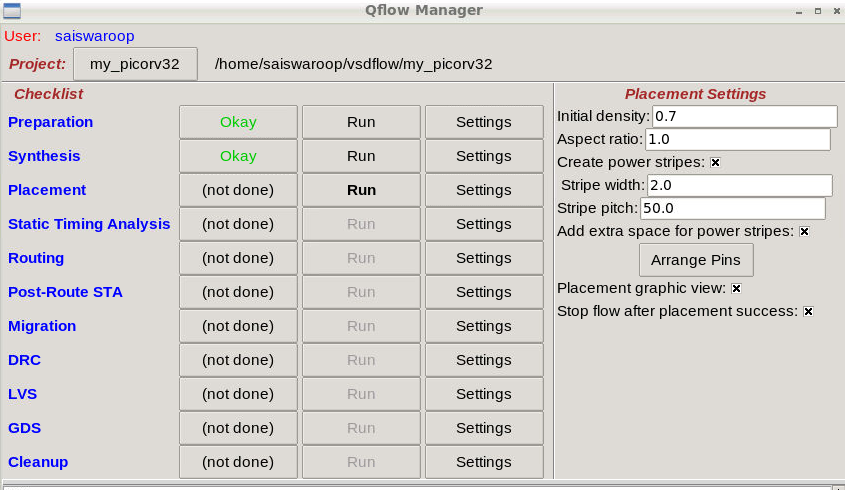 Qflow Manager
User: saiswaroop
Project: my_picorv32 /home/saiswaroop/vsdflow/my_picorv32
Checklist
Preparation Okay Run Settings
Synthesis Okay Run Settings
Placement (not done) Run Settings
Static Timing Analysis (not done) Run Settings
Routing (not done) Run Settings
Post-Route STA (not done) Run Settings
Migration (not done) Run Settings
DRC (not done) Run Settings
LVS (not done) Run Settings
GDS (not done) Run Settings
Cleanup (not done) Run Settings
Placement Settings
Initial density: 0.7
Aspect ratio: 1.0
Create power stripes:
Stripe width: 2.0
Stripe pitch: 50.0
Add extra space for power stripes:
Arrange Pins
Placement graphic view:
Stop flow after placement success: